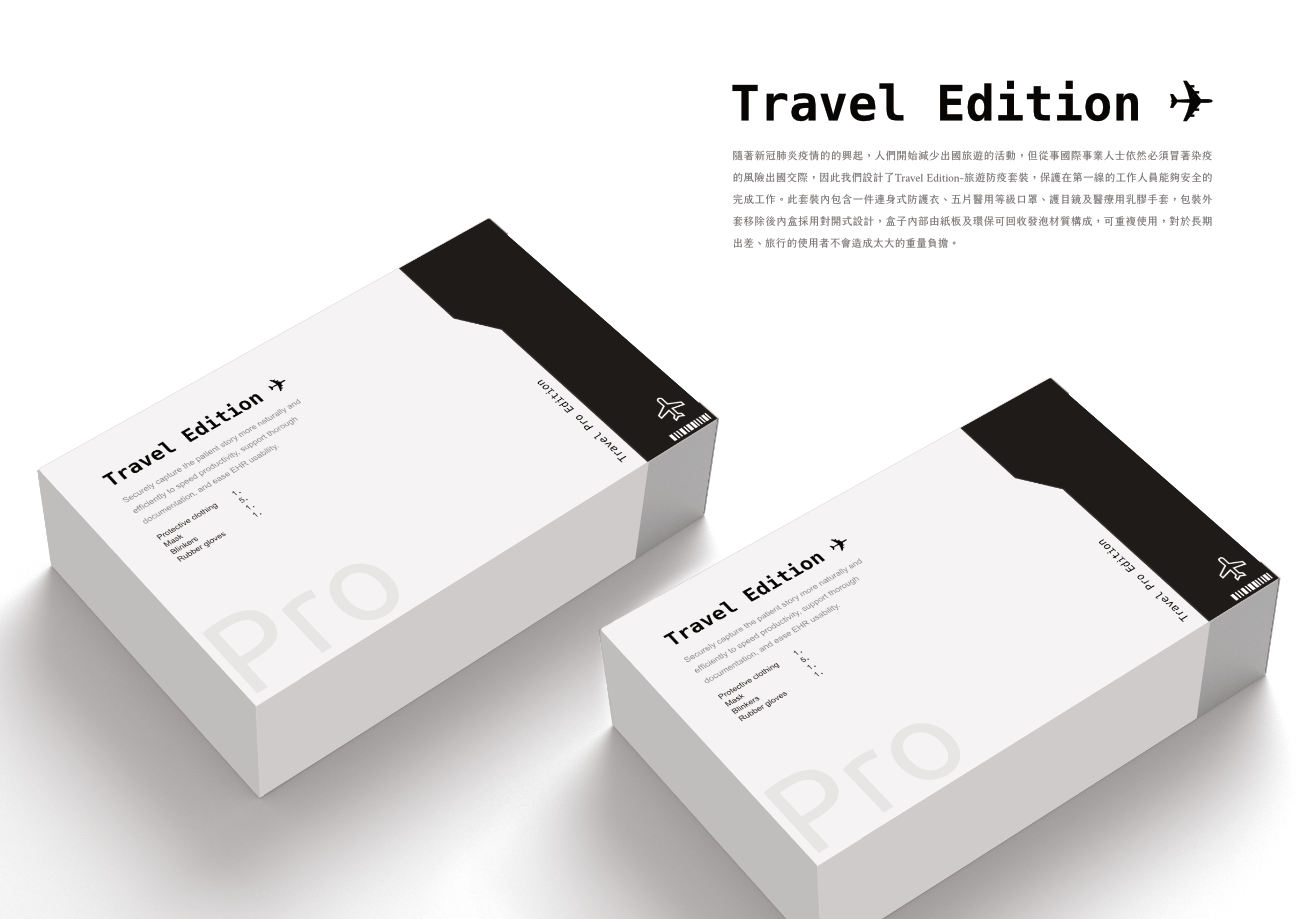 Travel Edition ✈
隨著新冠肺炎疫情的的興起，人們開始減少出國旅遊的活動，但從事國際事業人士依然必須冒著染疫
的風險出國交際，因此我們設計了Travel Edition-旅遊防疫套裝，保護在第一線的工作人員能夠安全的
完成工作。此套裝內包含一件連身式防護衣、五片醫用等級口罩、護目鏡及醫療用乳膠手套，包裝外
套移除後內盒採用對開式設計，盒子內部由紙板及環保可回收發泡材質構成，可重複使用，對於長期
出差、旅行的使用者不會造成太大的重量負擔。
Travel Edition ✈
Securely capture the patient story more naturally and
efficiently to speed productivity, support thorough
documentation, and ease EHR usability.
Protective clothing 1.
Mask 5.
Blinkers 1.
Rubber gloves 1.
Pro
Travel Pro Edition
Travel Edition ✈
Securely capture the patient story more naturally and
efficiently to speed productivity, support thorough
documentation, and ease EHR usability.
Protective clothing 1.
Mask 5.
Blinkers 1.
Rubber gloves 1.
Pro
Travel Pro Edition